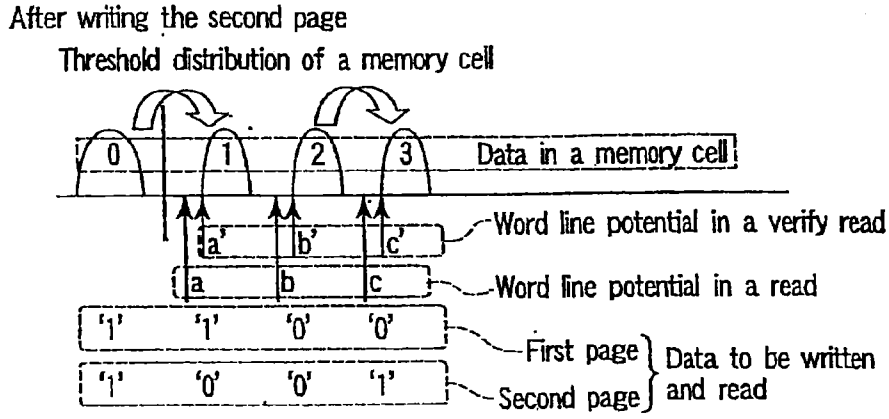 After writing the second page
Threshold distribution of a memory cell
0 1 2 3 Data in a memory cell
a' b' c' Word line potential in a verify read
a b c Word line potential in a read
'1' '1' '0' '0' First page
Data to be written and read
'1' '0' '0' '1' Second page